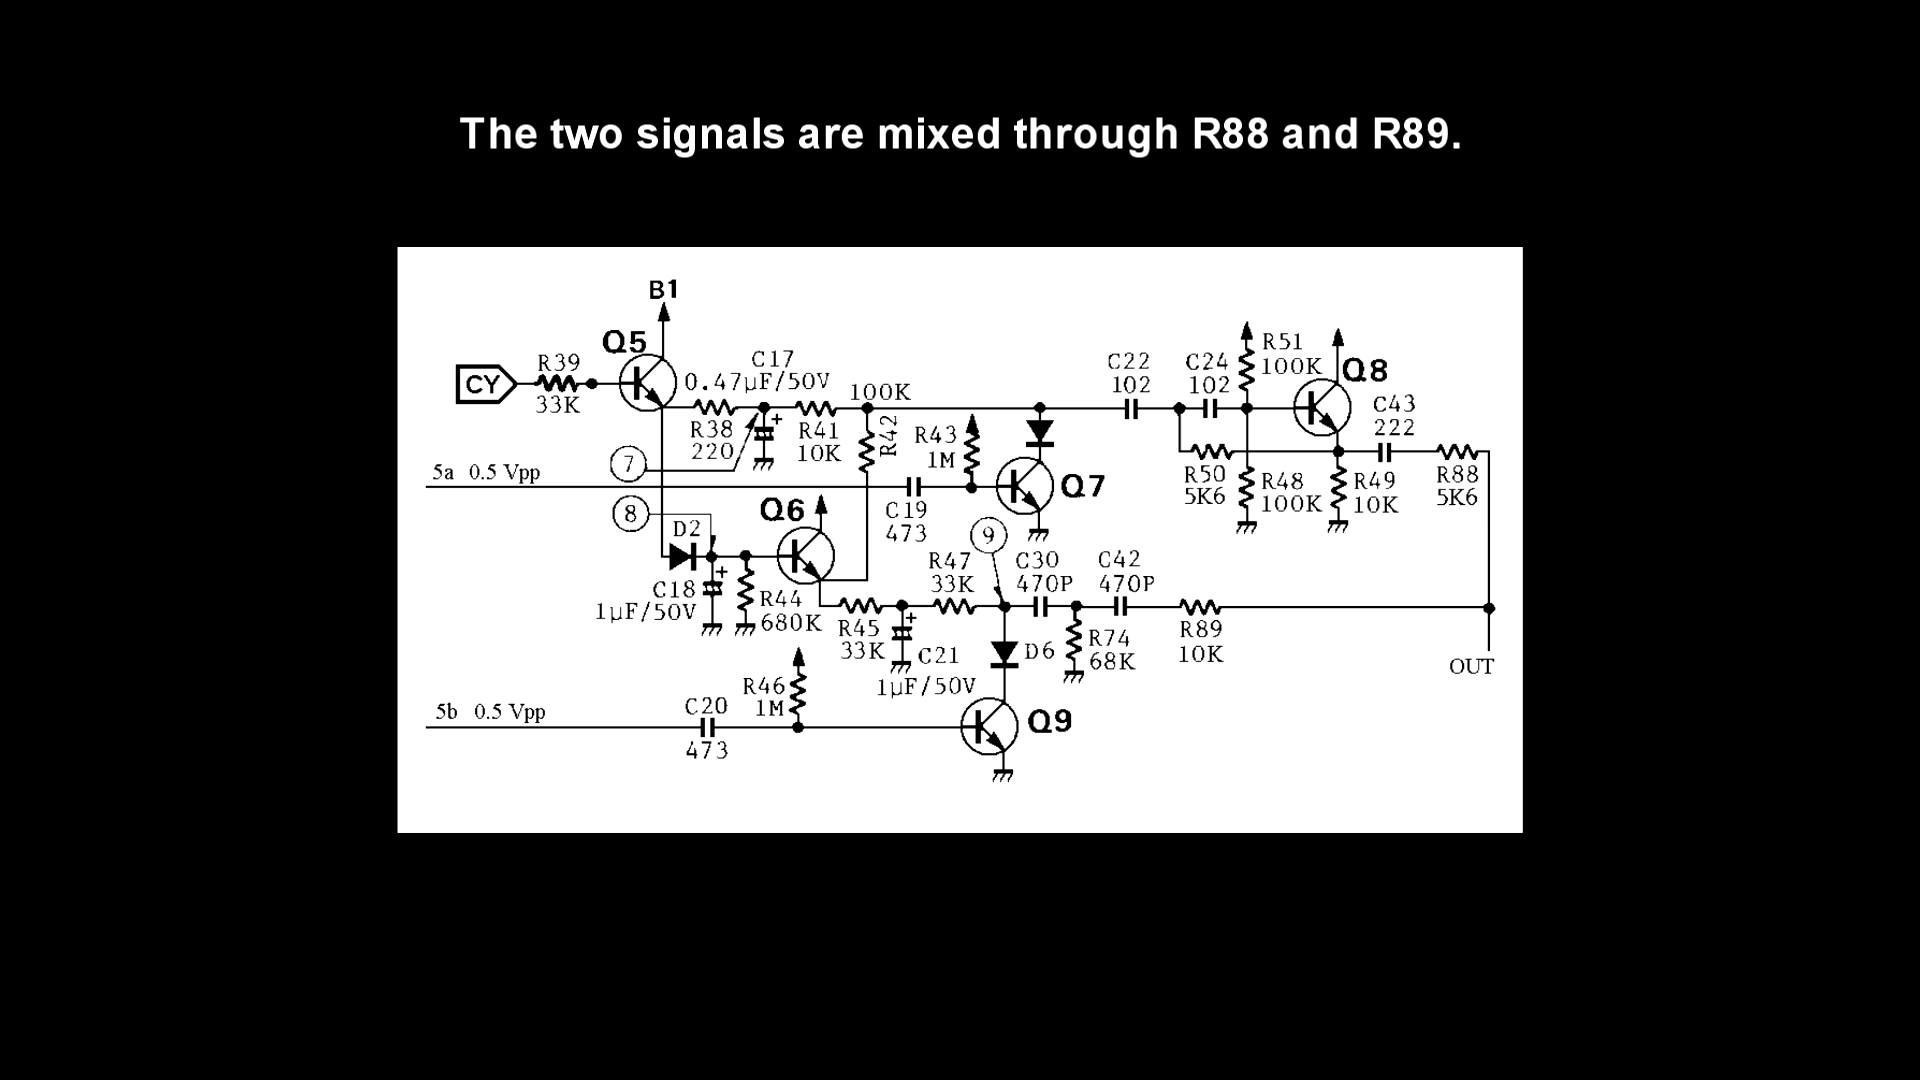 The two signals are mixed through R88 and R89.
B1
Q5
CY
R39
33K
C17
0.47µF/50V
R38
220
R41
10K
100K
R42
R43
1M
C22
102
C24
102
R51
100K
Q8
C43
222
7
5a 0.5 Vpp
8
Q6
C19
473
Q7
R50
5K6
R48
100K
R49
10K
R88
5K6
D2
9
C18
1µF/50V
R44
680K
R47
33K
C30
470P
C42
470P
R45
33K
C21
1µF/50V
D6
R74
68K
R89
10K
OUT
R46
1M
5b 0.5 Vpp
C20
473
Q9